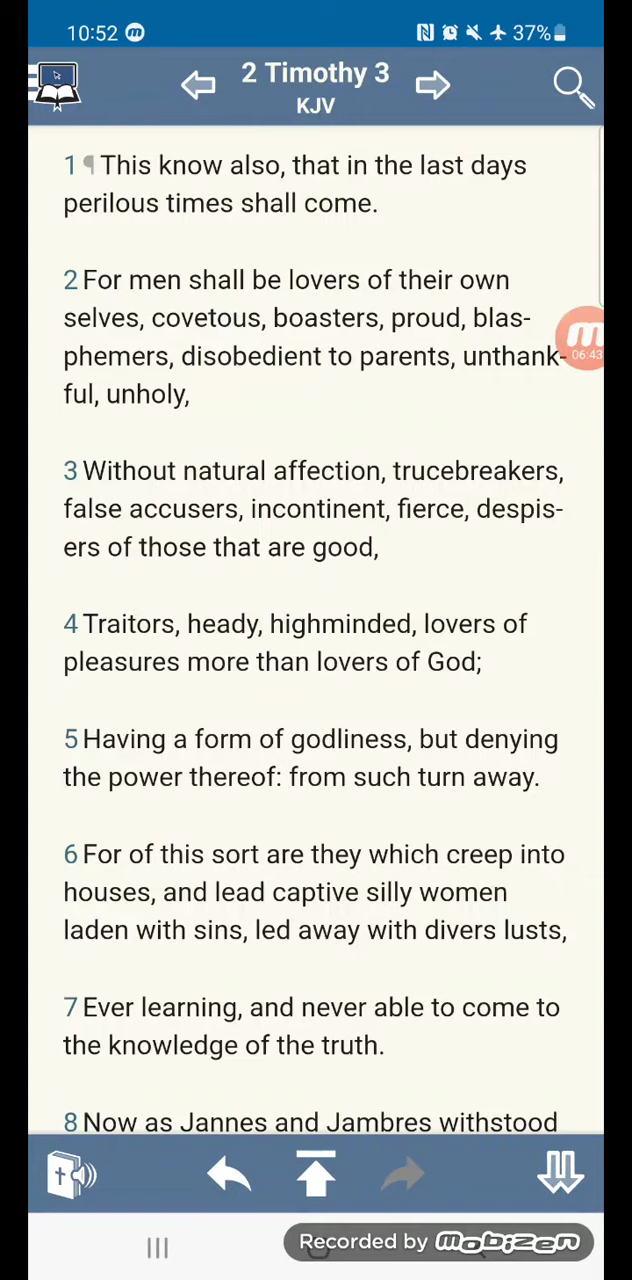 10:52 m 37%
2 Timothy 3
KJV
1 ¶ This know also, that in the last days
perilous times shall come.
2 For men shall be lovers of their own
selves, covetous, boasters, proud, blas-
phemers, disobedient to parents, unthank-
ful, unholy,
m
06:43
3 Without natural affection, trucebreakers,
false accusers, incontinent, fierce, despis-
ers of those that are good,
4 Traitors, heady, highminded, lovers of
pleasures more than lovers of God;
5 Having a form of godliness, but denying
the power thereof: from such turn away.
6 For of this sort are they which creep into
houses, and lead captive silly women
laden with sins, led away with divers lusts,
7 Ever learning, and never able to come to
the knowledge of the truth.
8 Now as Jannes and Jambres withstood
Recorded by mobizen